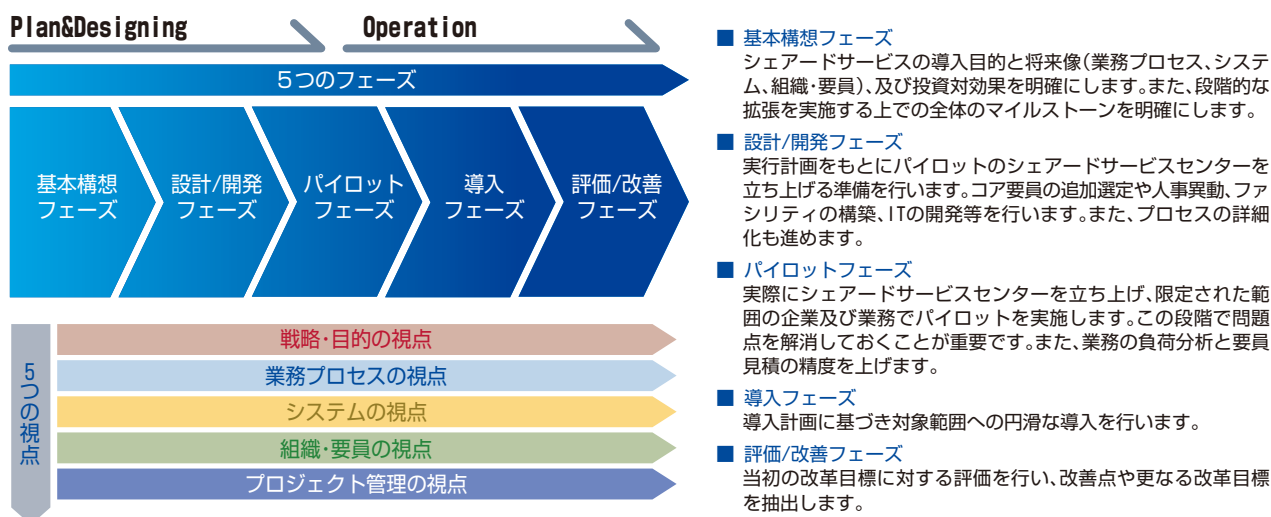 Plan&Designing
Operation
5つのフェーズ
基本構想
フェーズ
設計/開発
フェーズ
パイロット
フェーズ
導入
フェーズ
評価/改善
フェーズ
5つの視点
戦略・目的の視点
業務プロセスの視点
システムの視点
組織・要員の視点
プロジェクト管理の視点
■ 基本構想フェーズ
シェアードサービスの導入目的と将来像(業務プロセス、システ
ム、組織・要員)、及び投資対効果を明確にします。また、段階的な
拡張を実施する上での全体のマイルストーンを明確にします。
■ 設計/開発フェーズ
実行計画をもとにパイロットのシェアードサービスセンターを
立ち上げる準備を行います。コア要員の追加選定や人事異動、ファ
シリティの構築、ITの開発等を行います。また、プロセスの詳細
化も進めます。
■ パイロットフェーズ
実際にシェアードサービスセンターを立ち上げ、限定された範
囲の企業及び業務でパイロットを実施します。この段階で問題
点を解消しておくことが重要です。また、業務の負荷分析と要員
見積の精度を上げます。
■ 導入フェーズ
導入計画に基づき対象範囲への円滑な導入を行います。
■ 評価/改善フェーズ
当初の改革目標に対する評価を行い、改善点や更なる改革目標
を抽出します。